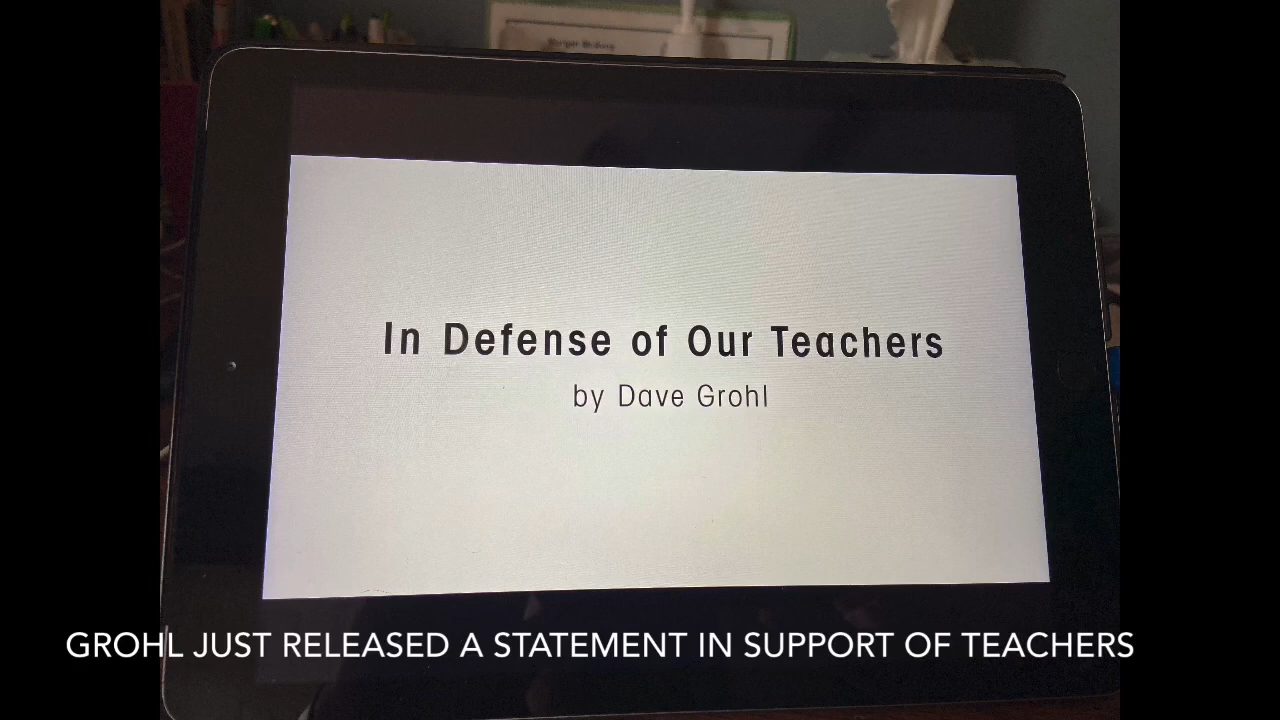 In Defense of Our Teachers
by Dave Grohl
GROHL JUST RELEASED A STATEMENT IN SUPPORT OF TEACHERS